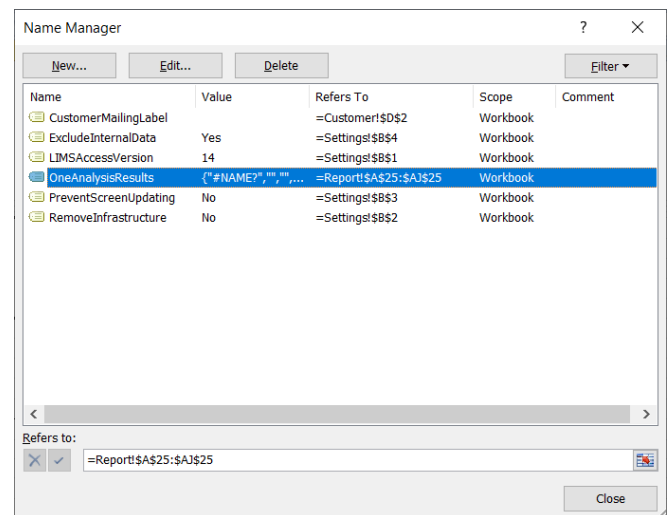 Name Manager ?
New... Edit... Delete Filter
Name Value Refers To Scope Comment
CustomerMailingLabel =Customer!$D$2 Workbook
ExcludeInternalData Yes =Settings!$B$4 Workbook
LIMSAccessVersion 14 =Settings!$B$1 Workbook
OneAnalysisResults {"#NAME?","","",... =Report!$A$25:$AJ$25 Workbook
PreventScreenUpdating No =Settings!$B$3 Workbook
RemoveInfrastructure No =Settings!$B$2 Workbook
Refers to:
=Report!$A$25:$AJ$25
Close